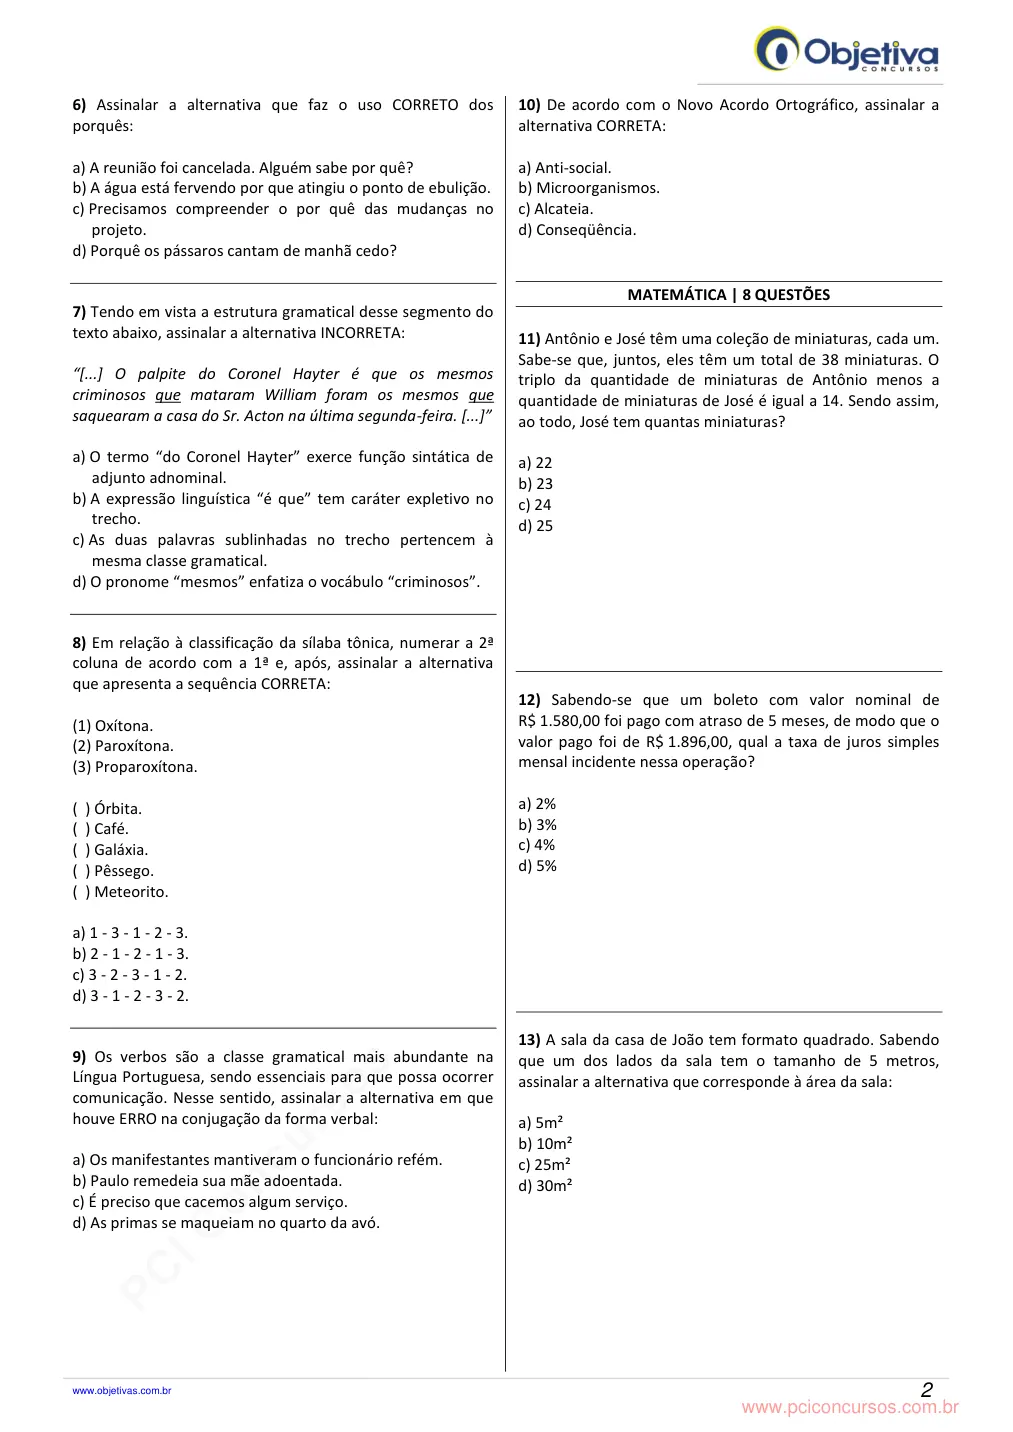 Objetiva
CONCURSOS
6) Assinalar a alternativa que faz o uso CORRETO dos
porquês:
a) A reunião foi cancelada. Alguém sabe por quê?
b) A água está fervendo por que atingiu o ponto de ebulição.
c) Precisamos compreender o por quê das mudanças no
projeto.
d) Porquê os pássaros cantam de manhã cedo?
7) Tendo em vista a estrutura gramatical desse segmento do
texto abaixo, assinalar a alternativa INCORRETA:
“[...] O palpite do Coronel Hayter é que os mesmos
criminosos que mataram William foram os mesmos que
saquearam a casa do Sr. Acton na última segunda-feira. [...]”
a) O termo “do Coronel Hayter” exerce função sintática de
adjunto adnominal.
b) A expressão linguística “é que” tem caráter expletivo no
trecho.
c) As duas palavras sublinhadas no trecho pertencem à
mesma classe gramatical.
d) O pronome “mesmos” enfatiza o vocábulo “criminosos”.
8) Em relação à classificação da sílaba tônica, numerar a 2ª
coluna de acordo com a 1ª e, após, assinalar a alternativa
que apresenta a sequência CORRETA:
(1) Oxítona.
(2) Paroxítona.
(3) Proparoxítona.
( ) Órbita.
( ) Café.
( ) Galáxia.
( ) Pêssego.
( ) Meteorito.
a) 1 - 3 - 1 - 2 - 3.
b) 2 - 1 - 2 - 1 - 3.
c) 3 - 2 - 3 - 1 - 2.
d) 3 - 1 - 2 - 3 - 2.
9) Os verbos são a classe gramatical mais abundante na
Língua Portuguesa, sendo essenciais para que possa ocorrer
comunicação. Nesse sentido, assinalar a alternativa em que
houve ERRO na conjugação da forma verbal:
a) Os manifestantes mantiveram o funcionário refém.
b) Paulo remedeia sua mãe adoentada.
c) É preciso que cacemos algum serviço.
d) As primas se maqueiam no quarto da avó.
10) De acordo com o Novo Acordo Ortográfico, assinalar a
alternativa CORRETA:
a) Anti-social.
b) Microorganismos.
c) Alcateia.
d) Conseqüência.
MATEMÁTICA | 8 QUESTÕES
11) Antônio e José têm uma coleção de miniaturas, cada um.
Sabe-se que, juntos, eles têm um total de 38 miniaturas. O
triplo da quantidade de miniaturas de Antônio menos a
quantidade de miniaturas de José é igual a 14. Sendo assim,
ao todo, José tem quantas miniaturas?
a) 22
b) 23
c) 24
d) 25
12) Sabendo-se que um boleto com valor nominal de
R$ 1.580,00 foi pago com atraso de 5 meses, de modo que o
valor pago foi de R$ 1.896,00, qual a taxa de juros simples
mensal incidente nessa operação?
a) 2%
b) 3%
c) 4%
d) 5%
13) A sala da casa de João tem formato quadrado. Sabendo
que um dos lados da sala tem o tamanho de 5 metros,
assinalar a alternativa que corresponde à área da sala:
a) 5m²
b) 10m²
c) 25m²
d) 30m²
www.objetivas.com.br
2
www.pciconcursos.com.br